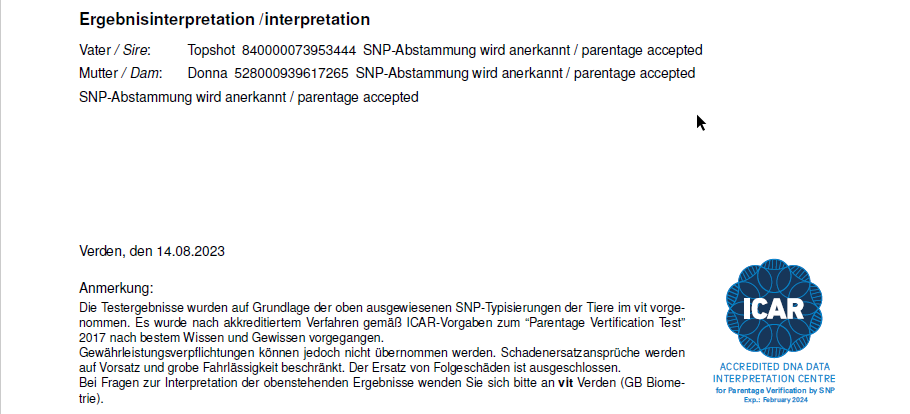 Ergebnisinterpretation / interpretation
Vater / Sire: Topshot 840000073953444 SNP-Abstammung wird anerkannt / parentage accepted
Mutter / Dam: Donna 528000939617265 SNP-Abstammung wird anerkannt / parentage accepted
SNP-Abstammung wird anerkannt / parentage accepted
Verden, den 14.08.2023
Anmerkung:
Die Testergebnisse wurden auf Grundlage der oben ausgewiesenen SNP-Typisierungen der Tiere im vit vorge-
nommen. Es wurde nach akkreditiertem Verfahren gemäß ICAR-Vorgaben zum “Parentage Vertification Test”
2017 nach bestem Wissen und Gewissen vorgegangen.
Gewährleistungsverpflichtungen können jedoch nicht übernommen werden. Schadenersatzansprüche werden
auf Vorsatz und grobe Fahrlässigkeit beschränkt. Der Ersatz von Folgeschäden ist ausgeschlossen.
Bei Fragen zur Interpretation der obenstehenden Ergebnisse wenden Sie sich bitte an vit Verden (GB Biome-
trie).
ICAR
ACCREDITED DNA DATA
INTERPRETATION CENTRE
for Parentage Verification by SNP
Exp.: February 2024